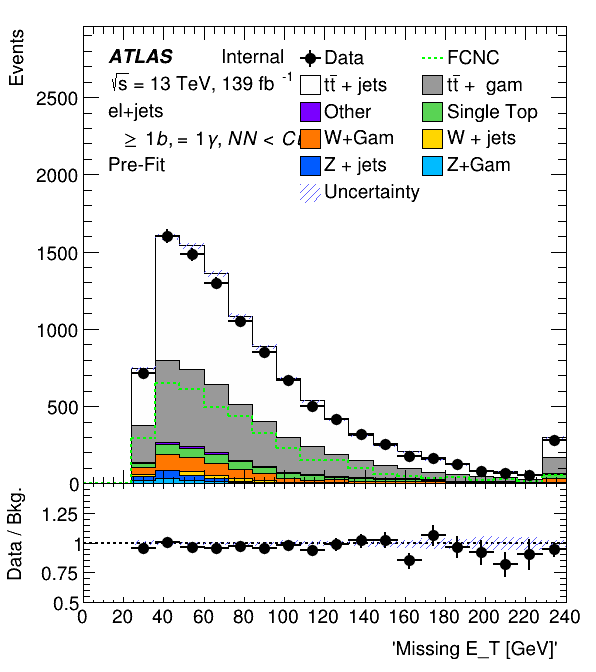 Events
ATLAS Internal
√s = 13 TeV, 139 fb⁻¹
el+jets
≥ 1b, = 1γ, NN <
Pre-Fit
Data
FCNC
tt̄ + jets
tt̄ + gam
Other
Single Top
W+Gam
W + jets
Z + jets
Z+Gam
Uncertainty
2500
2000
1500
1000
500
0
Data / Bkg.
1.25
1
0.75
0.5
0 20 40 60 80 100 120 140 160 180 200 220 240
'Missing E_T [GeV]'